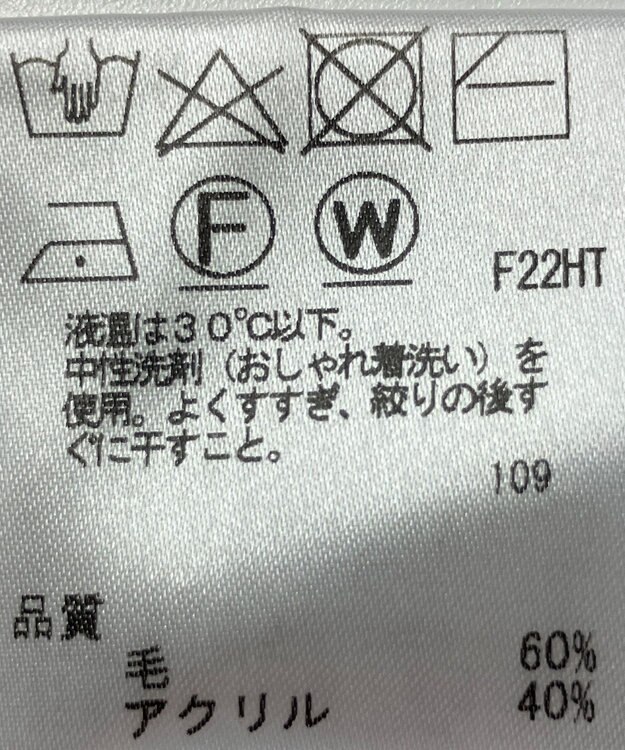 F
W
F22HT
液温は30℃以下。
中性洗剤（おしゃれ着洗い）を
使用。よくすすぎ、絞りの後す
ぐに干すこと。
109
品質
毛 60%
アクリル 40%